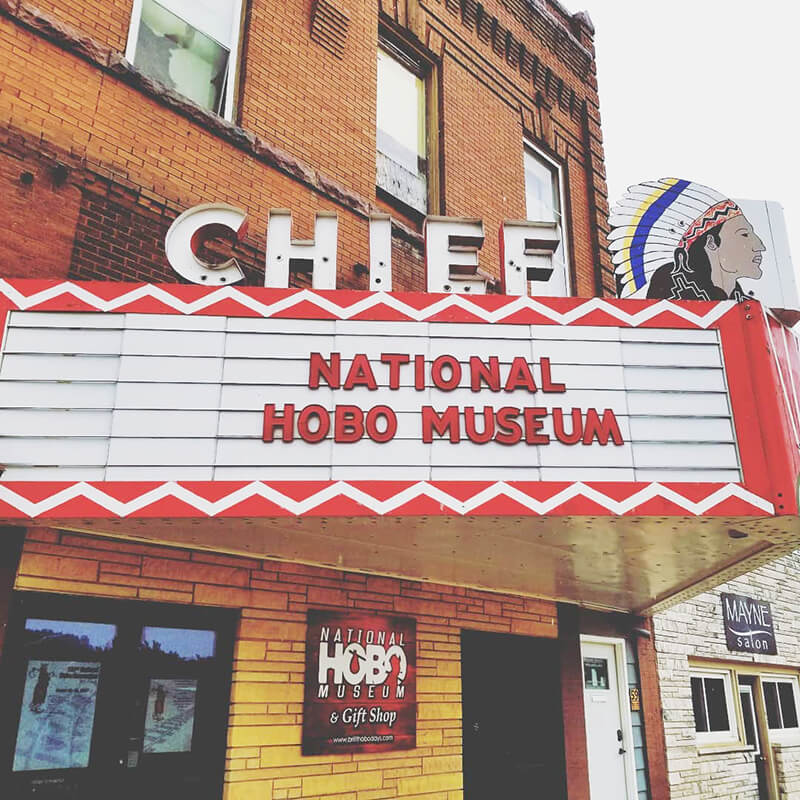 CHIEF
NATIONAL
HOBO MUSEUM
NATIONAL
HOBO
MUSEUM
& Gift Shop
MAYNE
salon